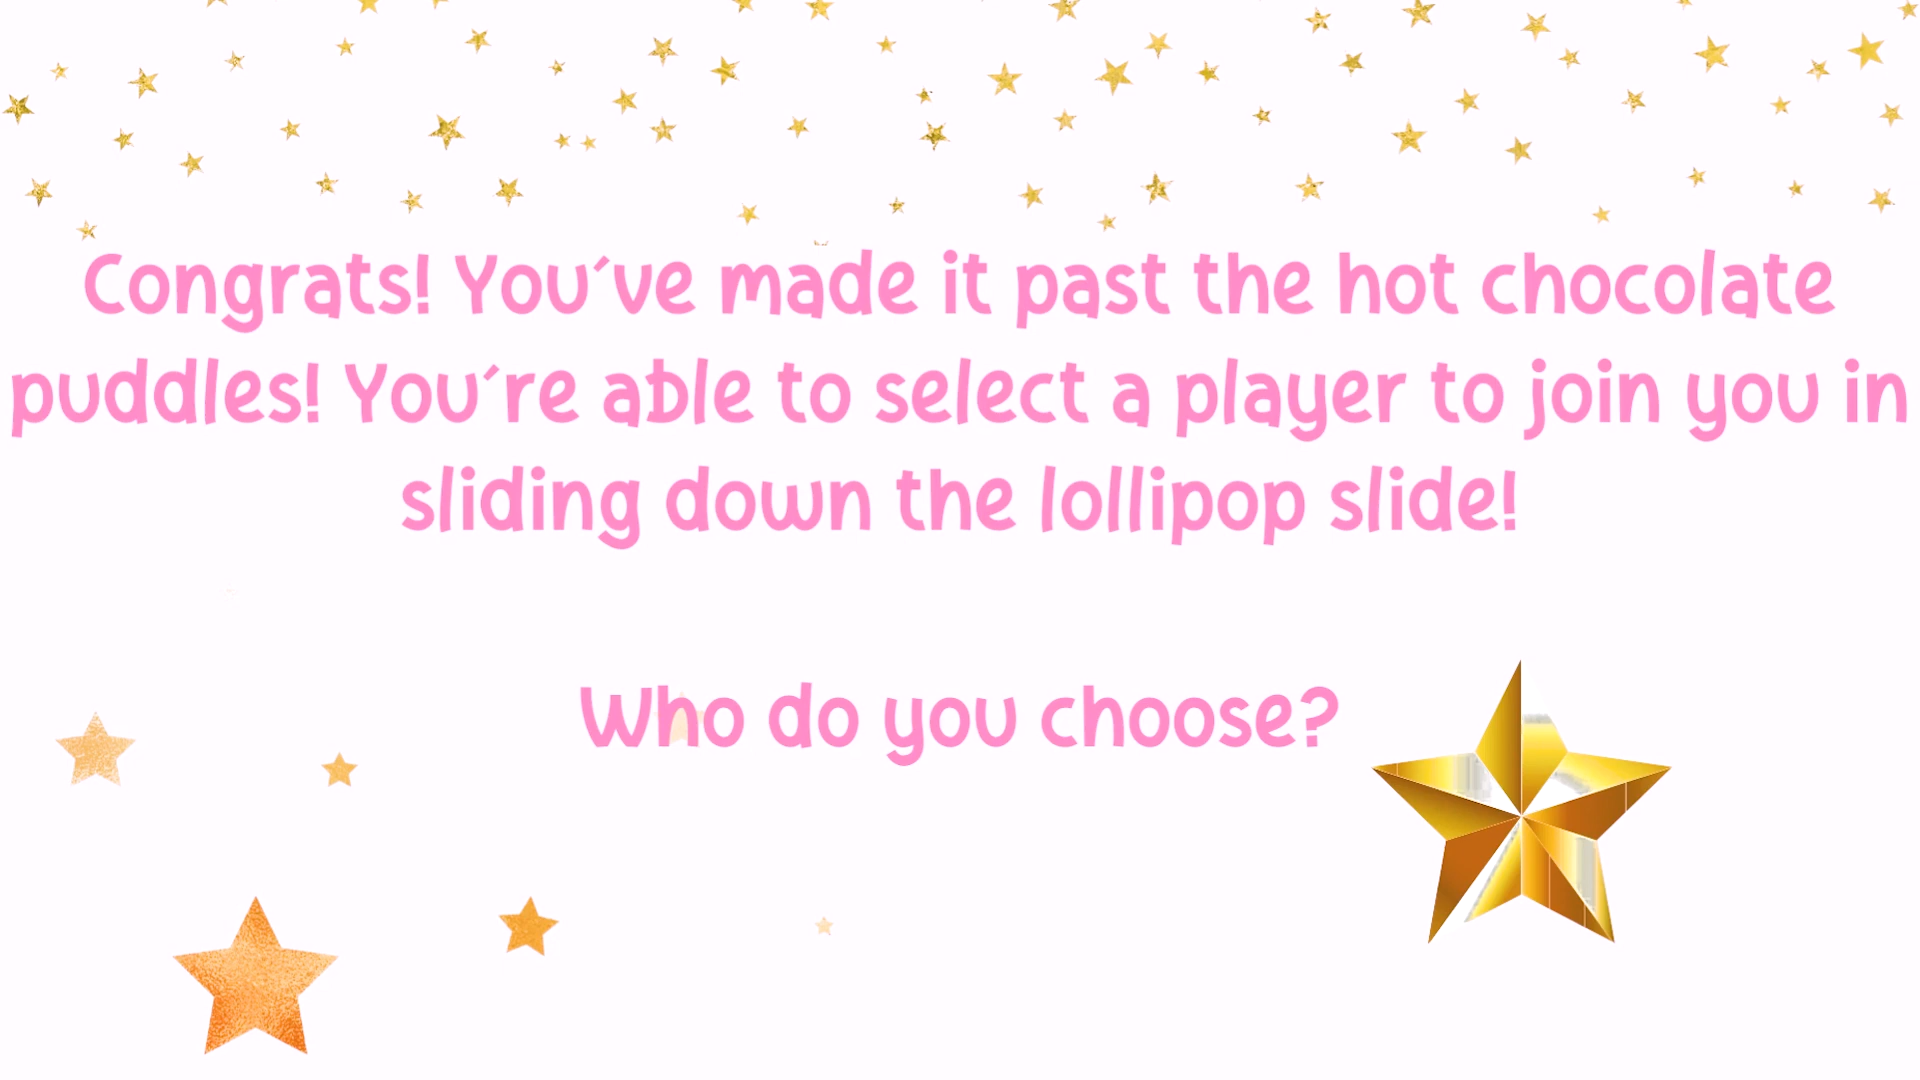 Congrats! You've made it past the hot chocolate
puddles! You're able to select a player to join you in
sliding down the lollipop slide!
Who do you choose?